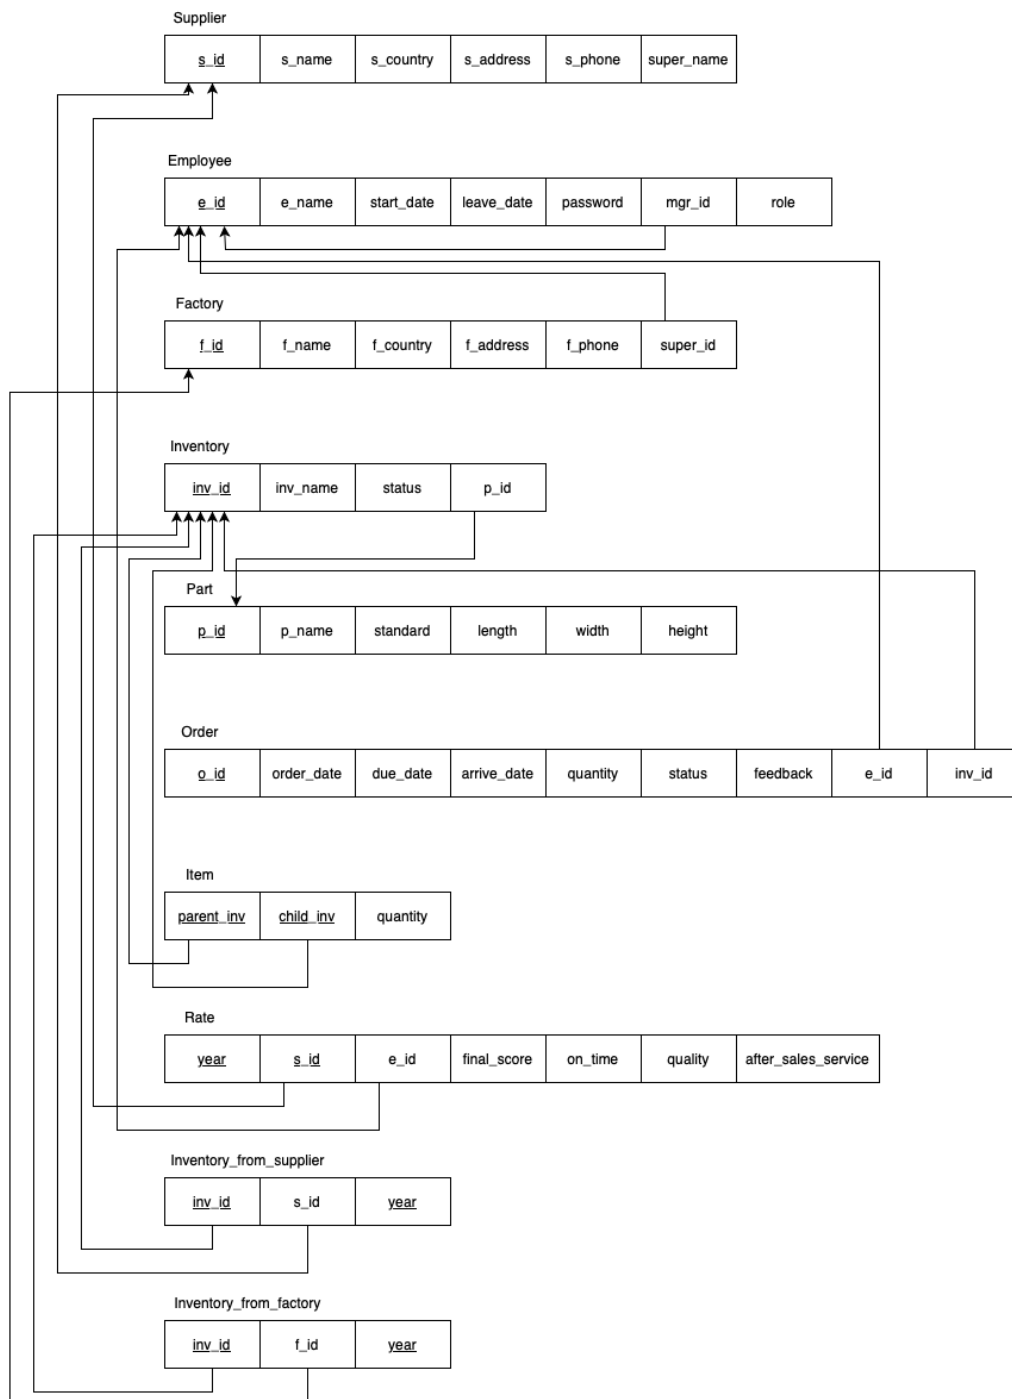 Supplier
s_id s_name s_country s_address s_phone super_name
Employee
e_id e_name start_date leave_date password mgr_id role
Factory
f_id f_name f_country f_address f_phone super_id
Inventory
inv_id inv_name status p_id
Part
p_id p_name standard length width height
Order
o_id order_date due_date arrive_date quantity status feedback e_id inv_id
Item
parent_inv child_inv quantity
Rate
year s_id e_id final_score on_time quality after_sales_service
Inventory_from_supplier
inv_id s_id year
Inventory_from_factory
inv_id f_id year